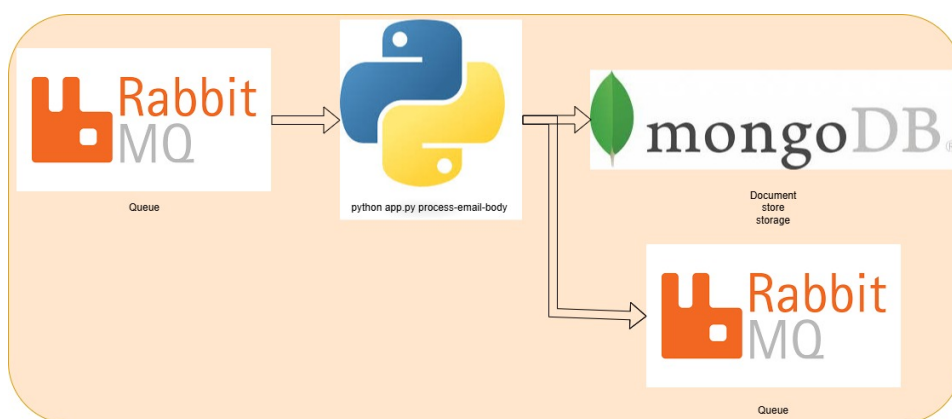 Rabbit
MQ
Queue
python app.py process-email-body
mongoDB®
Document
store
storage
Rabbit
MQ
Queue